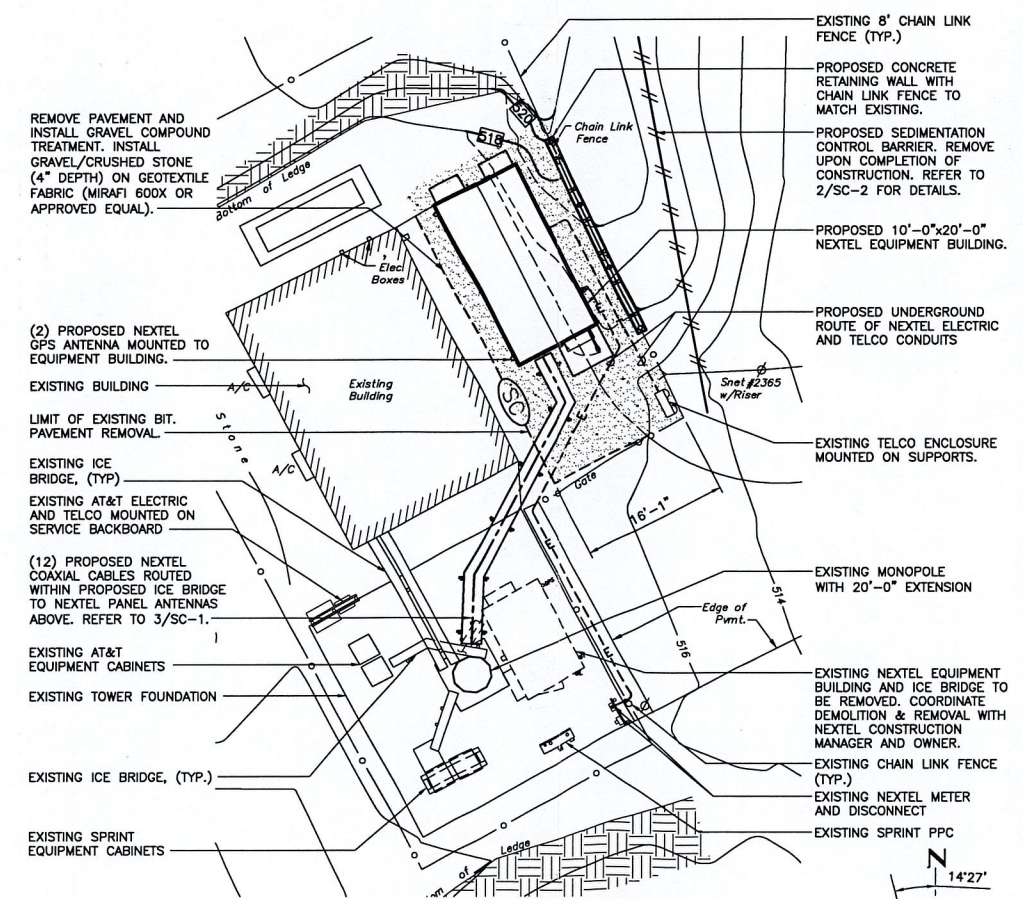 EXISTING 8' CHAIN LINK
FENCE (TYP.)
PROPOSED CONCRETE
RETAINING WALL WITH
CHAIN LINK FENCE TO
MATCH EXISTING.
PROPOSED SEDIMENTATION
CONTROL BARRIER. REMOVE
UPON COMPLETION OF
CONSTRUCTION. REFER TO
2/SC-2 FOR DETAILS.
PROPOSED 10'-0"x20'-0"
NEXTEL EQUIPMENT BUILDING.
PROPOSED UNDERGROUND
ROUTE OF NEXTEL ELECTRIC
AND TELCO CONDUITS
EXISTING TELCO ENCLOSURE
MOUNTED ON SUPPORTS.
EXISTING MONOPOLE
WITH 20'-0" EXTENSION
EXISTING NEXTEL EQUIPMENT
BUILDING AND ICE BRIDGE TO
BE REMOVED. COORDINATE
DEMOLITION & REMOVAL WITH
NEXTEL CONSTRUCTION
MANAGER AND OWNER.
EXISTING CHAIN LINK FENCE
(TYP.)
EXISTING NEXTEL METER
AND DISCONNECT
EXISTING SPRINT PPC
REMOVE PAVEMENT AND
INSTALL GRAVEL COMPOUND
TREATMENT. INSTALL
GRAVEL/CRUSHED STONE
(4" DEPTH) ON GEOTEXTILE
FABRIC (MIRAFI 600X OR
APPROVED EQUAL).
(2) PROPOSED NEXTEL
GPS ANTENNA MOUNTED TO
EQUIPMENT BUILDING.
EXISTING BUILDING
LIMIT OF EXISTING BIT.
PAVEMENT REMOVAL.
EXISTING ICE
BRIDGE, (TYP)
EXISTING AT&T ELECTRIC
AND TELCO MOUNTED ON
SERVICE BACKBOARD
(12) PROPOSED NEXTEL
COAXIAL CABLES ROUTED
WITHIN PROPOSED ICE BRIDGE
TO NEXTEL PANEL ANTENNAS
ABOVE. REFER TO 3/SC-1.
EXISTING AT&T
EQUIPMENT CABINETS
EXISTING TOWER FOUNDATION
EXISTING ICE BRIDGE, (TYP.)
EXISTING SPRINT
EQUIPMENT CABINETS
520
518
Chain Link
Fence
Bottom of Ledge
Elecl
Boxes
Existing
Building
A/C
A/C
Stone
SC
Snet #2365
w/Riser
Gate
16'-1"
E
E
E
E
514
516
Edge of
Pvmt.
of Ledge
N
14°27'